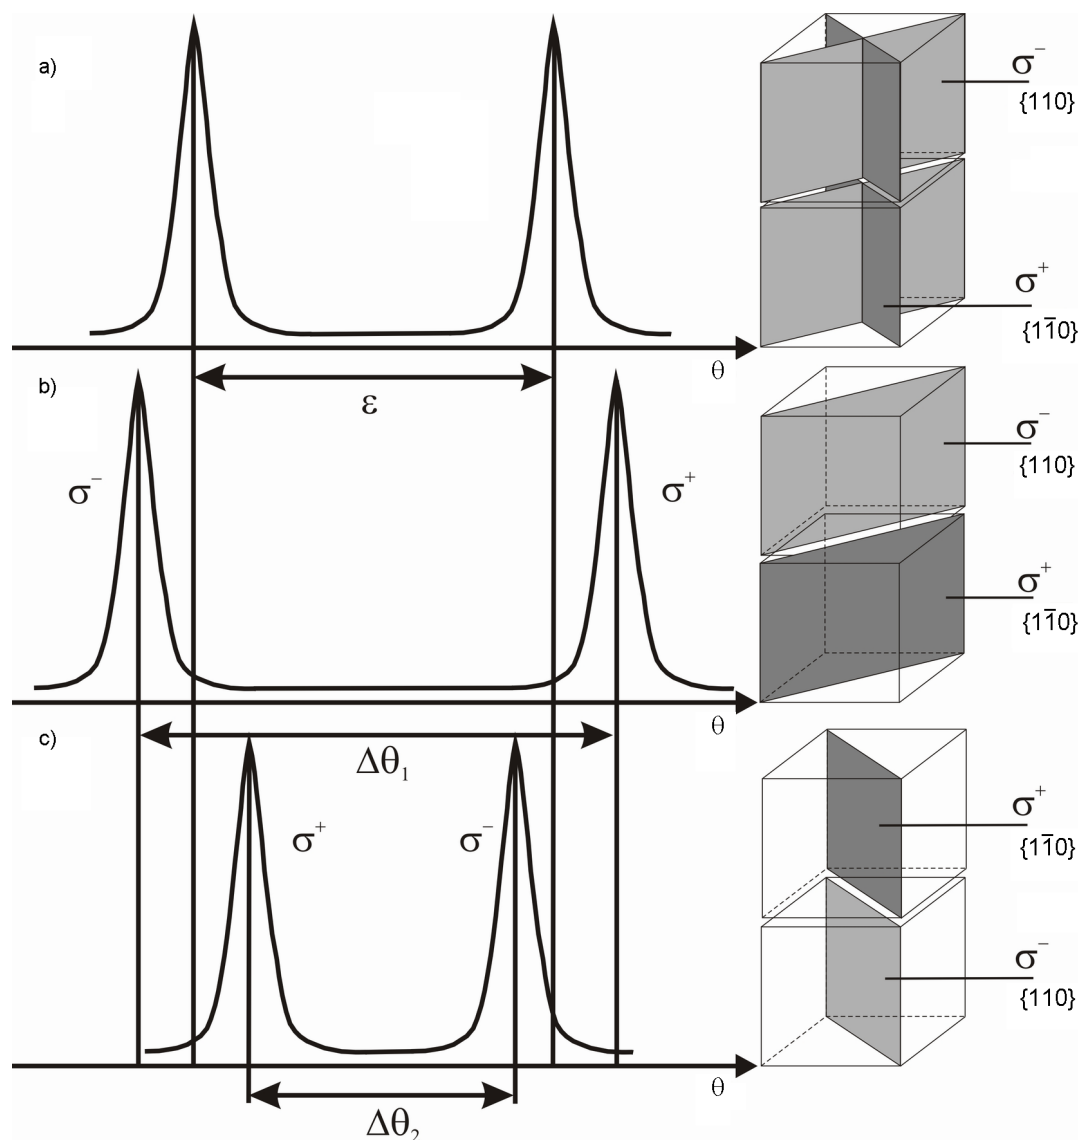 a)
σ⁻
{110}
σ⁺
{11̅0}
θ
ε
b)
σ⁻
σ⁺
σ⁻
{110}
σ⁺
{11̅0}
θ
Δθ₁
c)
σ⁺
σ⁻
σ⁺
{11̅0}
σ⁻
{110}
θ
Δθ₂